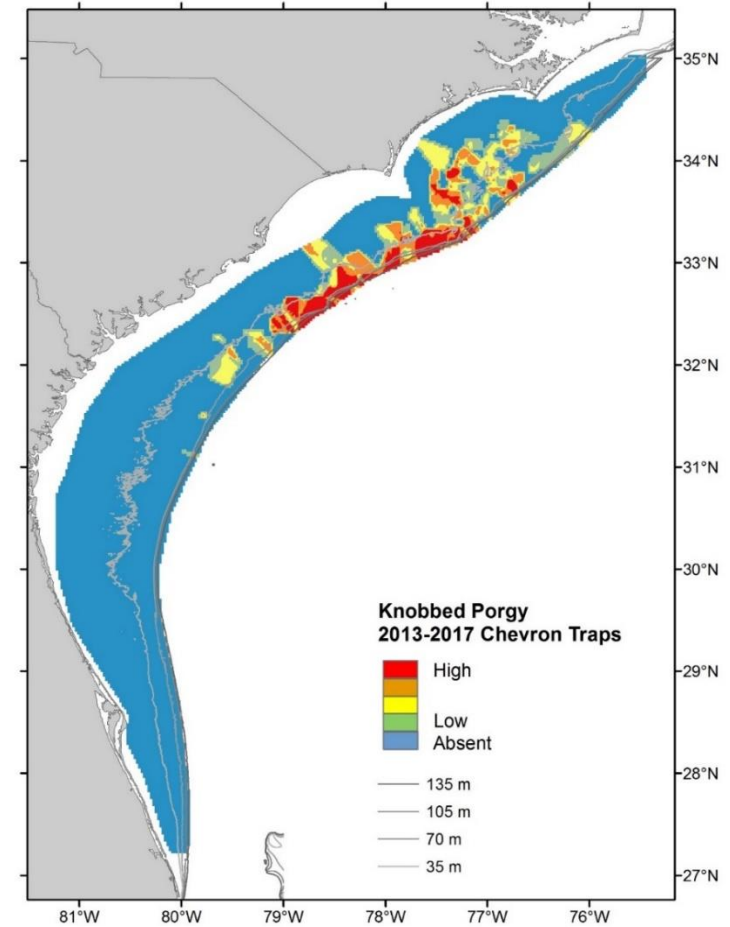 35°N
34°N
33°N
32°N
31°N
30°N
29°N
28°N
27°N
Knobbed Porgy
2013-2017 Chevron Traps
High
Low
Absent
135 m
105 m
70 m
35 m
81°W 80°W 79°W 78°W 77°W 76°W